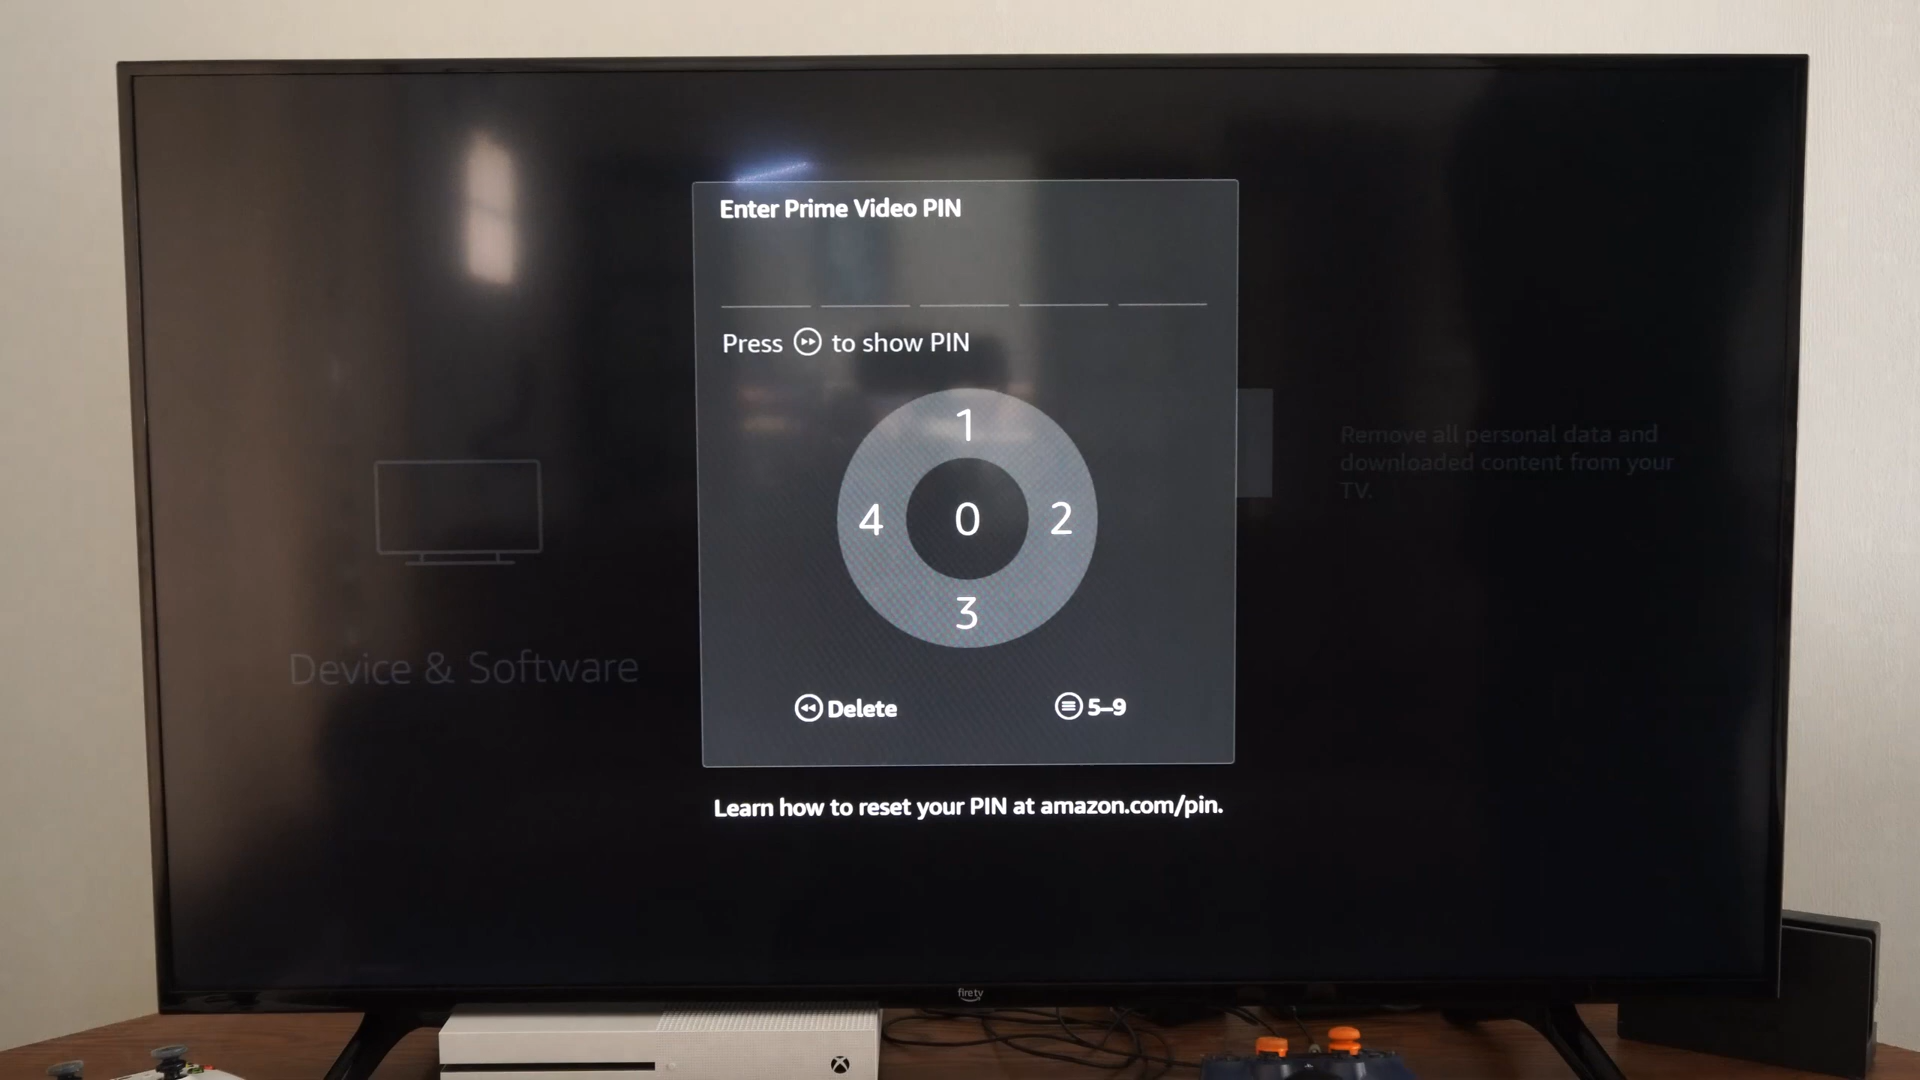 Enter Prime Video PIN
Press to show PIN
1
4 0 2
3
Delete 5–9
Learn how to reset your PIN at amazon.com/pin.
Device & Software
Remove all personal data and
downloaded content from your
TV.
firetv